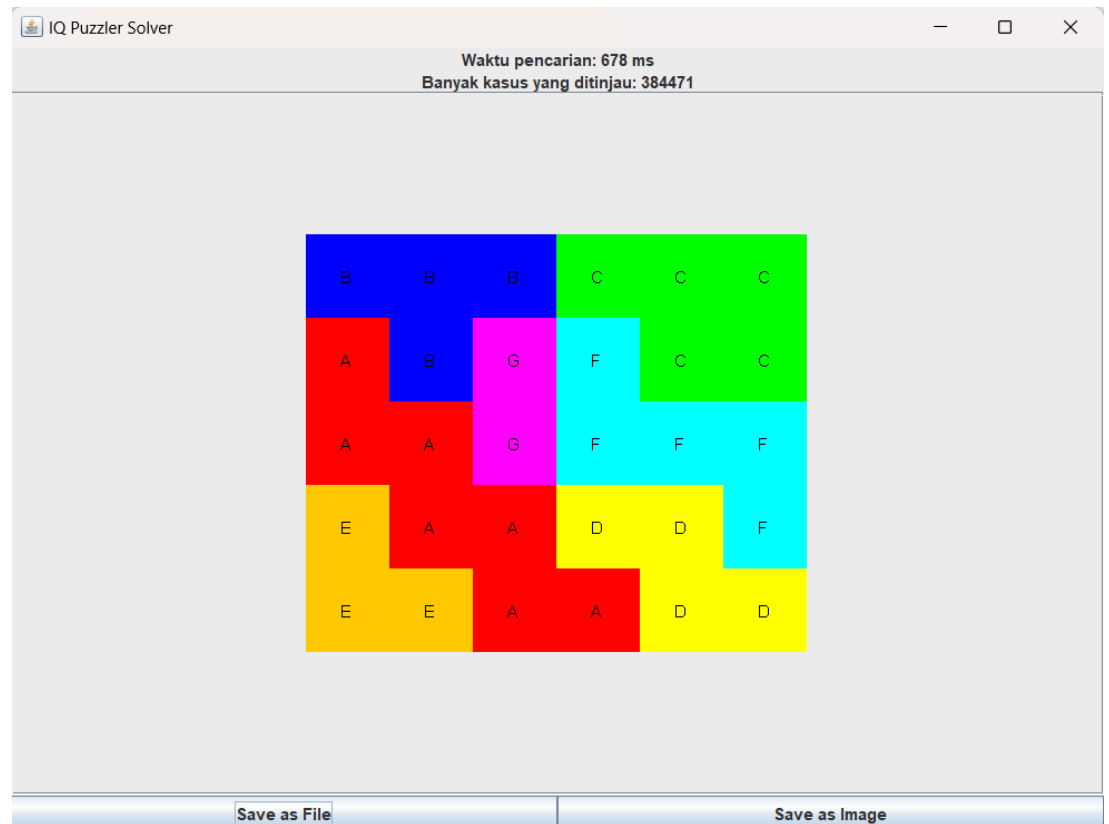 IQ Puzzler Solver
Waktu pencarian: 678 ms
Banyak kasus yang ditinjau: 384471
B B B C C C
A B G F C C
A A G F F F
E A A D D F
E E A A D D
Save as File Save as Image